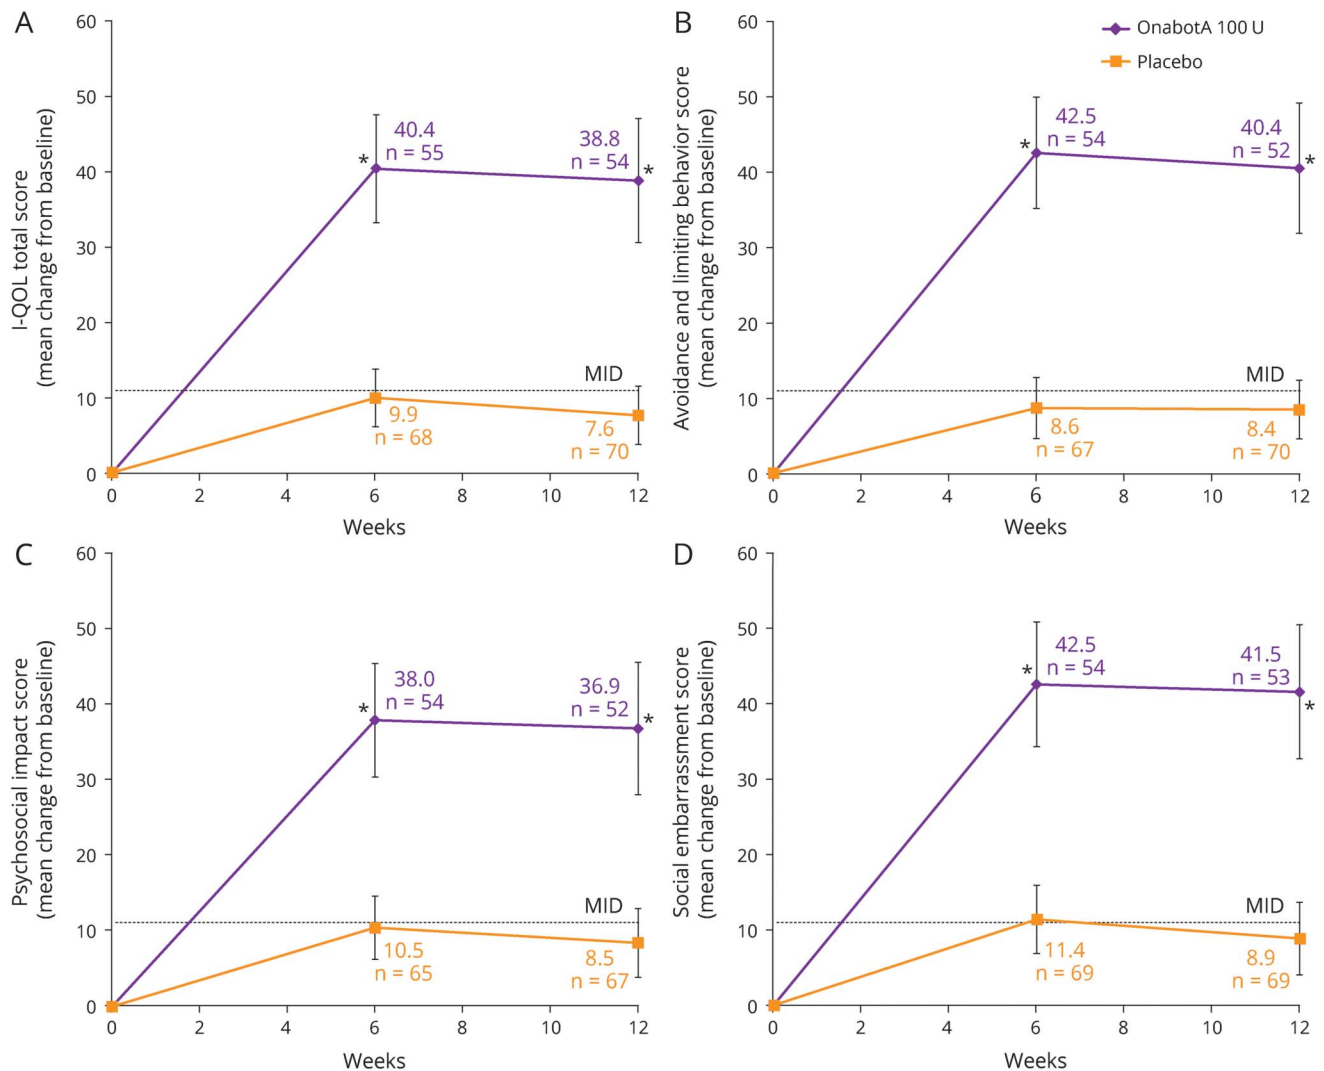 A
I-QOL total score
(mean change from baseline)
60
50
40
30
20
10
0
40.4
n = 55
*
38.8
n = 54
*
MID
9.9
n = 68
7.6
n = 70
0 2 4 6 8 10 12
Weeks
B
Avoidance and limiting behavior score
(mean change from baseline)
60
50
40
30
20
10
0
OnabotA 100 U
Placebo
42.5
n = 54
*
40.4
n = 52
*
MID
8.6
n = 67
8.4
n = 70
0 2 4 6 8 10 12
Weeks
C
Psychosocial impact score
(mean change from baseline)
60
50
40
30
20
10
0
38.0
n = 54
*
36.9
n = 52
*
MID
10.5
n = 65
8.5
n = 67
0 2 4 6 8 10 12
Weeks
D
Social embarrassment score
(mean change from baseline)
60
50
40
30
20
10
0
42.5
n = 54
*
41.5
n = 53
*
MID
11.4
n = 69
8.9
n = 69
0 2 4 6 8 10 12
Weeks